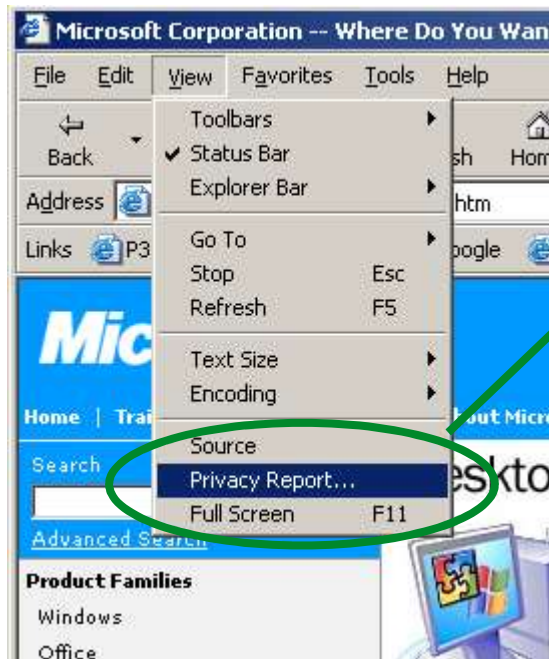 Microsoft Corporation -- Where Do You Wan
File Edit View Favorites Tools Help
Back
sh Hom
Toolbars
Status Bar
Explorer Bar
Address
htm
Links P3
oogle
Go To
Stop Esc
Refresh F5
Text Size
Encoding
Source
Privacy Report...
Full Screen F11
Mic
Home | Trai
bout Micro
Search
Advanced Search
eskto
Product Families
Windows
Office